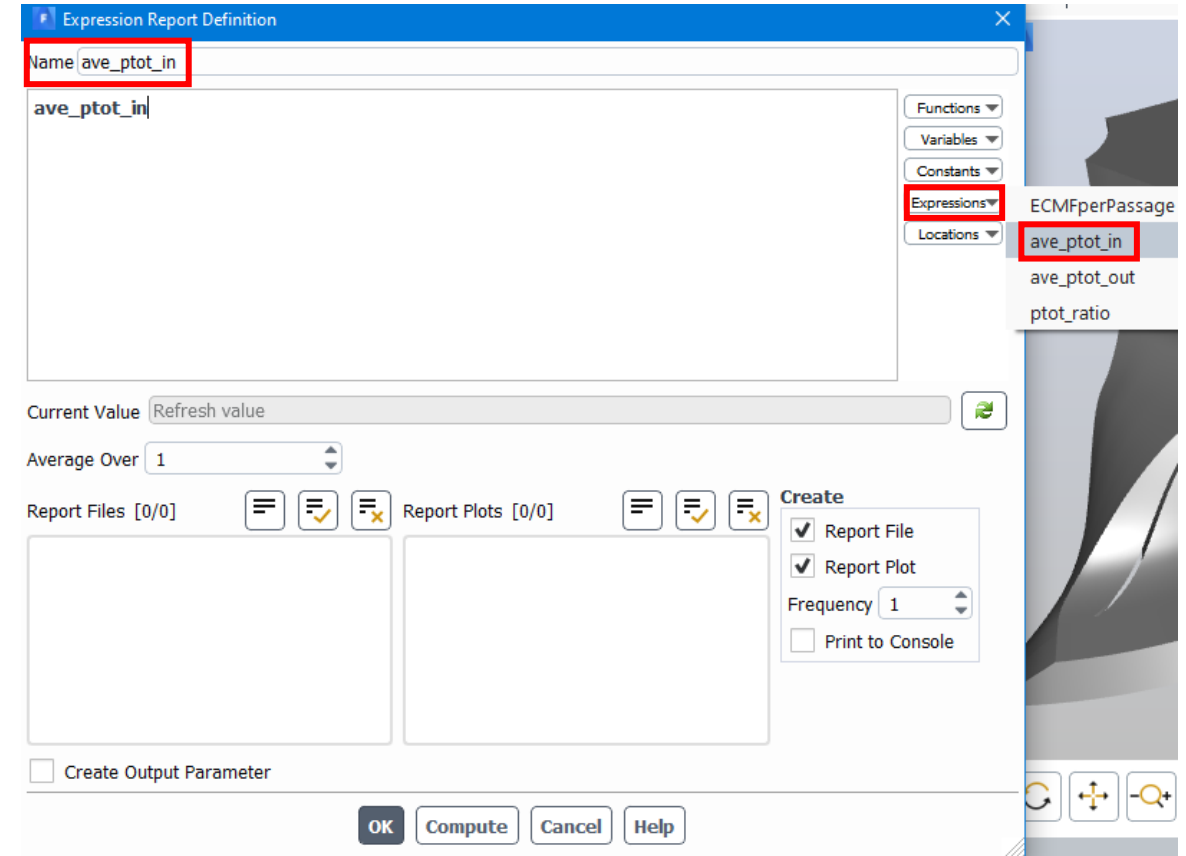 F Expression Report Definition
Name ave_ptot_in
ave_ptot_in
Functions
Variables
Constants
Expressions
Locations
ECMFperPassage
ave_ptot_in
ave_ptot_out
ptot_ratio
Current Value Refresh value
Average Over 1
Report Files [0/0]
Report Plots [0/0]
Create
Report File
Report Plot
Frequency 1
Print to Console
Create Output Parameter
OK Compute Cancel Help